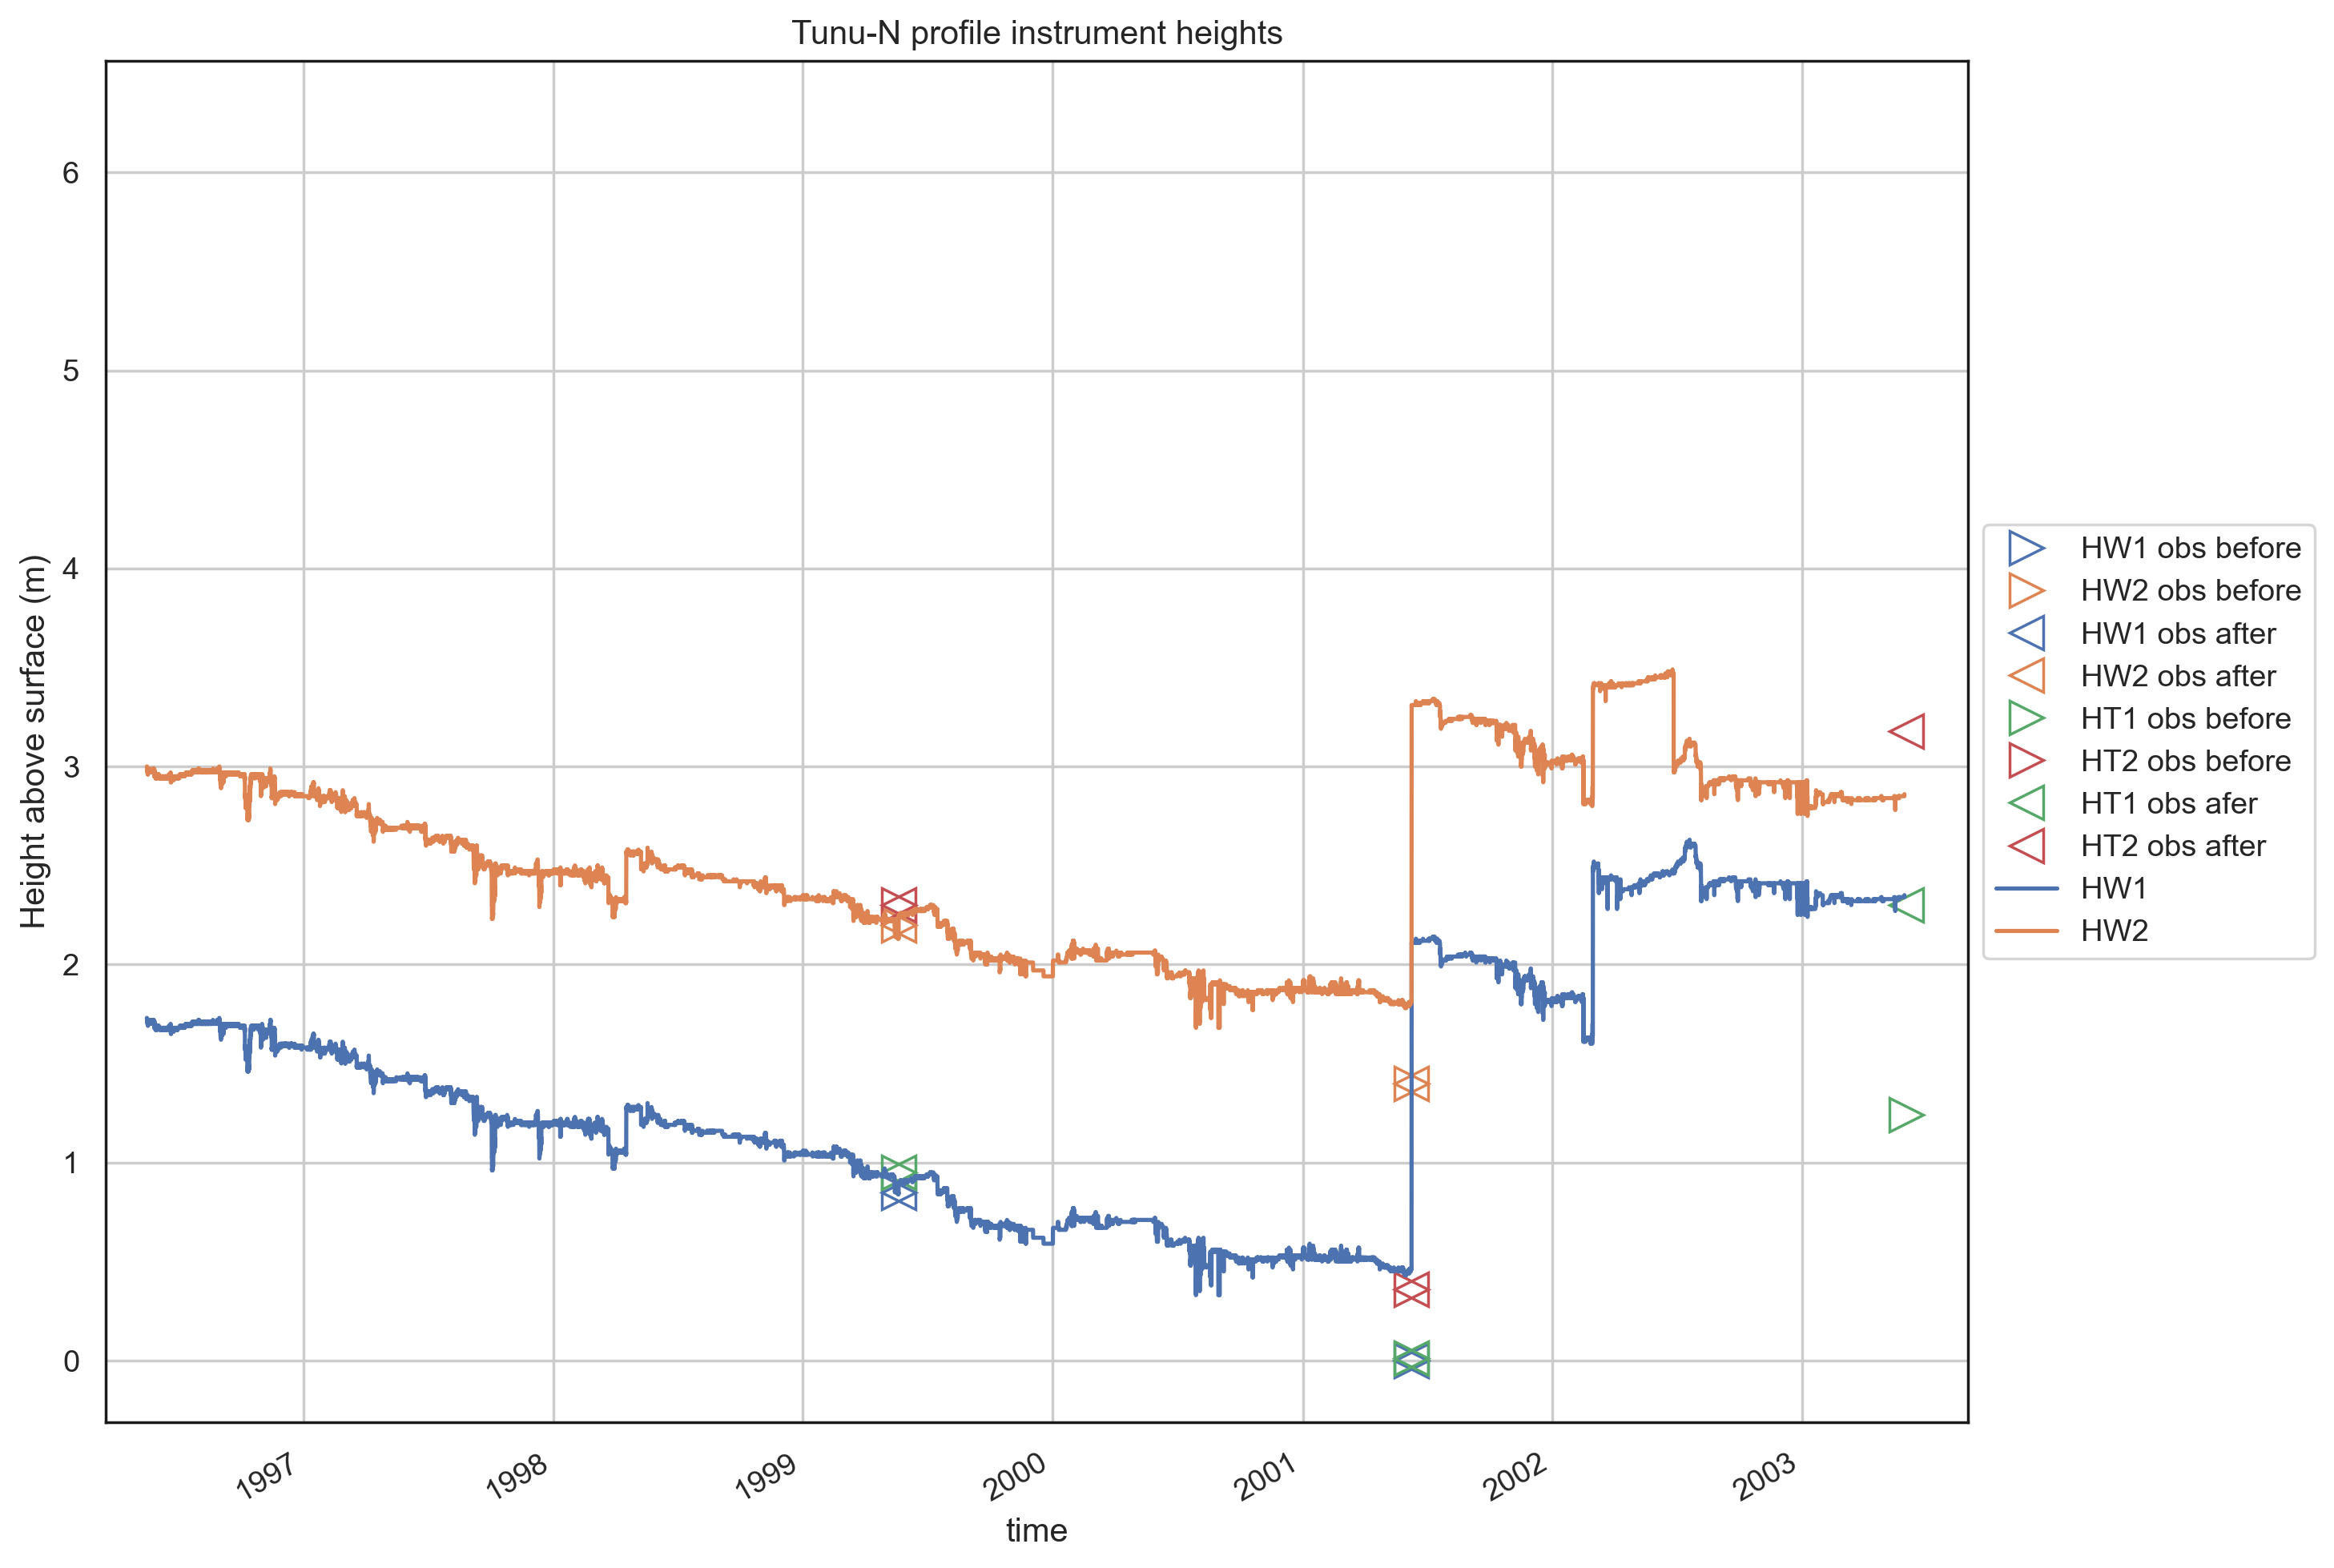 Tunu-N profile instrument heights
Height above surface (m)
6
5
4
3
2
1
0
1997
1998
1999
2000
2001
2002
2003
time
HW1 obs before
HW2 obs before
HW1 obs after
HW2 obs after
HT1 obs before
HT2 obs before
HT1 obs afer
HT2 obs after
HW1
HW2